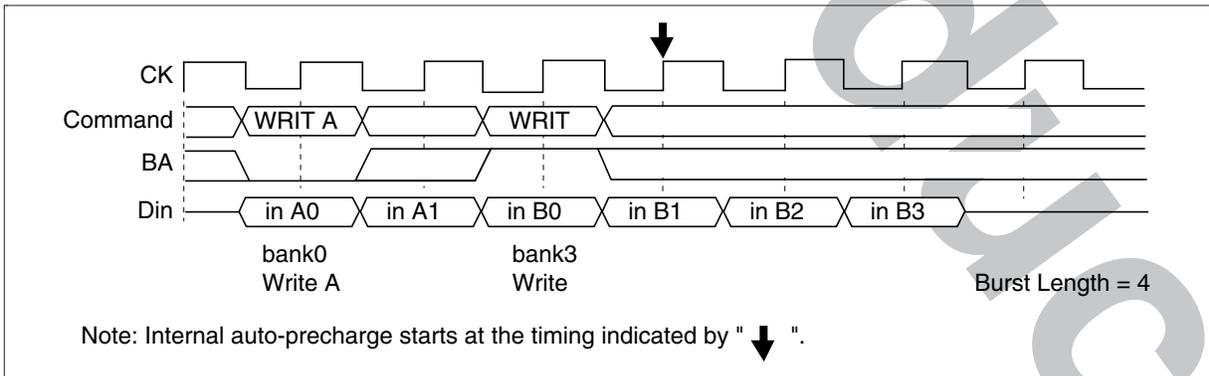 CK
Command WRIT A WRIT
BA
Din in A0 in A1 in B0 in B1 in B2 in B3
bank0 bank3
Write A Write Burst Length = 4
Note: Internal auto-precharge starts at the timing indicated by " ".